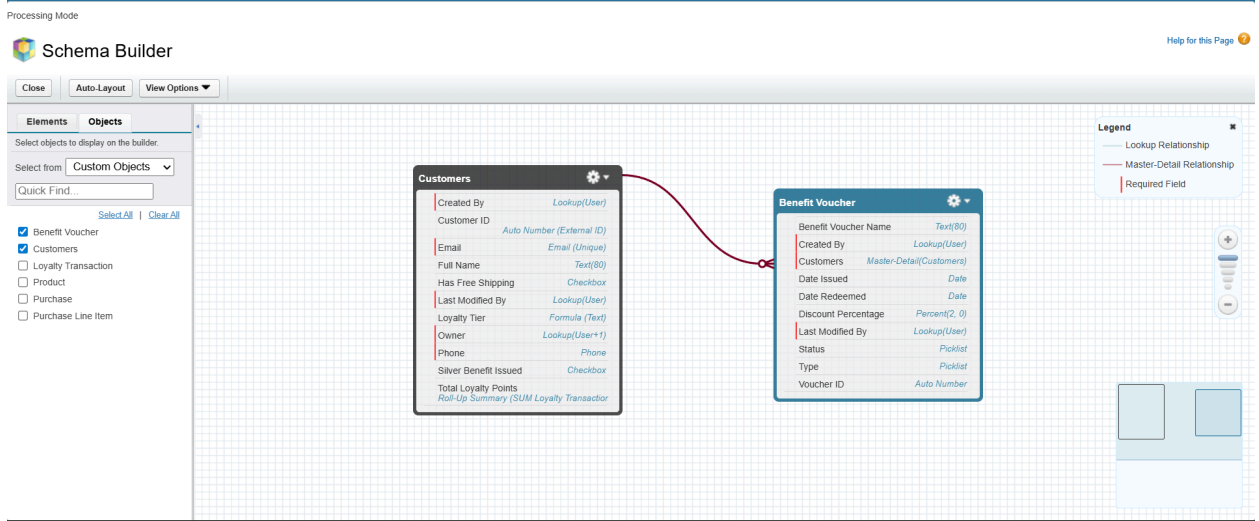 Processing Mode
Schema Builder
Help for this Page
Close Auto-Layout View Options
Elements Objects
Select objects to display on the builder.
Select from Custom Objects
Quick Find...
Select All | Clear All
Benefit Voucher
Customers
Loyalty Transaction
Product
Purchase
Purchase Line Item
Customers
Created By Lookup(User)
Customer ID
Auto Number (External ID)
Email Email (Unique)
Full Name Text(80)
Has Free Shipping Checkbox
Last Modified By Lookup(User)
Loyalty Tier Formula (Text)
Owner Lookup(User+1)
Phone Phone
Silver Benefit Issued Checkbox
Total Loyalty Points
Roll-Up Summary (SUM Loyalty Transaction
Benefit Voucher
Benefit Voucher Name Text(80)
Created By Lookup(User)
Customers Master-Detail(Customers)
Date Issued Date
Date Redeemed Date
Discount Percentage Percent(2, 0)
Last Modified By Lookup(User)
Status Picklist
Type Picklist
Voucher ID Auto Number
Legend
Lookup Relationship
Master-Detail Relationship
Required Field